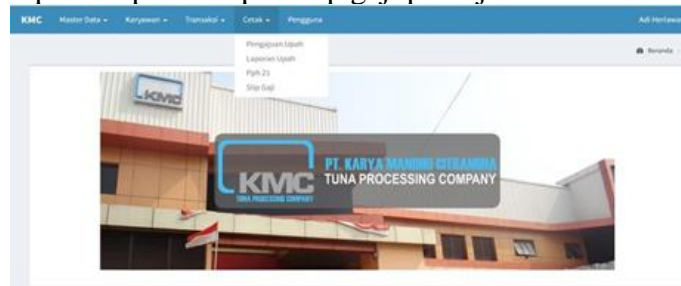 KMC Master Data Karyawan Transaksi Cetak Pengguna Adi Herlawa
Pengajuan Upah
Laporan Upah
Pph 21
Slip Gaji
Beranda
KMC
KMC
TUNA PROCESSING COMPANY
PT. KARYA MANDIRI CITRAMINA
TUNA PROCESSING COMPANY